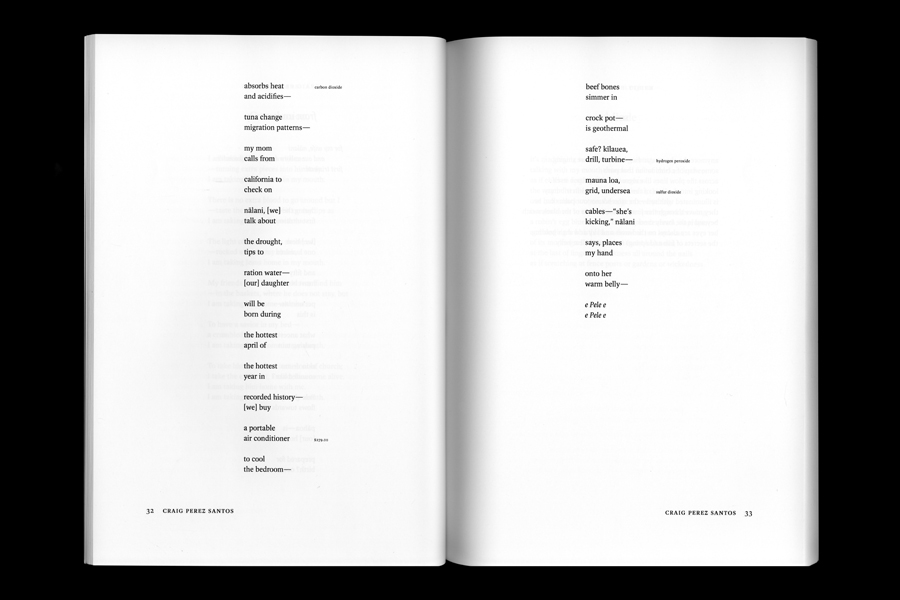 absorbs heat carbon dioxide
and acidifies—
tuna change
migration patterns—
my mom
calls from
california to
check on
nālani, [we]
talk about
the drought,
tips to
ration water—
[our] daughter
will be
born during
the hottest
april of
the hottest
year in
recorded history—
[we] buy
a portable
air conditioner
to cool
the bedroom—
32 CRAIG PEREZ SANTOS
beef bones
simmer in
crock pot—
is geothermal
safe? kīlauea,
drill, turbine— hydrogen peroxide
mauna loa,
grid, undersea sulfur dioxide
cables—“she’s
kicking,” nālani
says, places
my hand
onto her
warm belly—
e Pele e
e Pele e
CRAIG PEREZ SANTOS 33